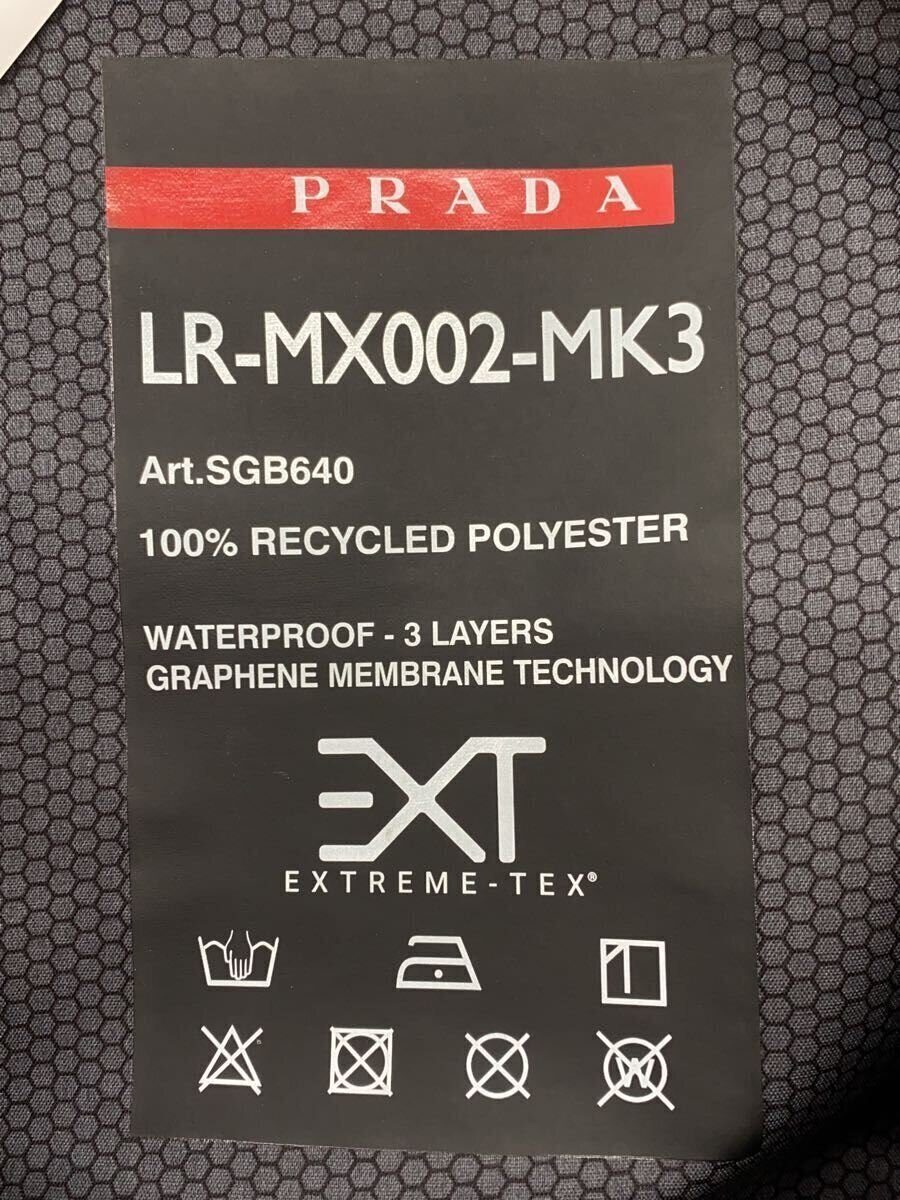 PRADA
LR-MX002-MK3
Art.SGB640
100% RECYCLED POLYESTER
WATERPROOF - 3 LAYERS
GRAPHENE MEMBRANE TECHNOLOGY
EXT
EXTREME-TEX®
W